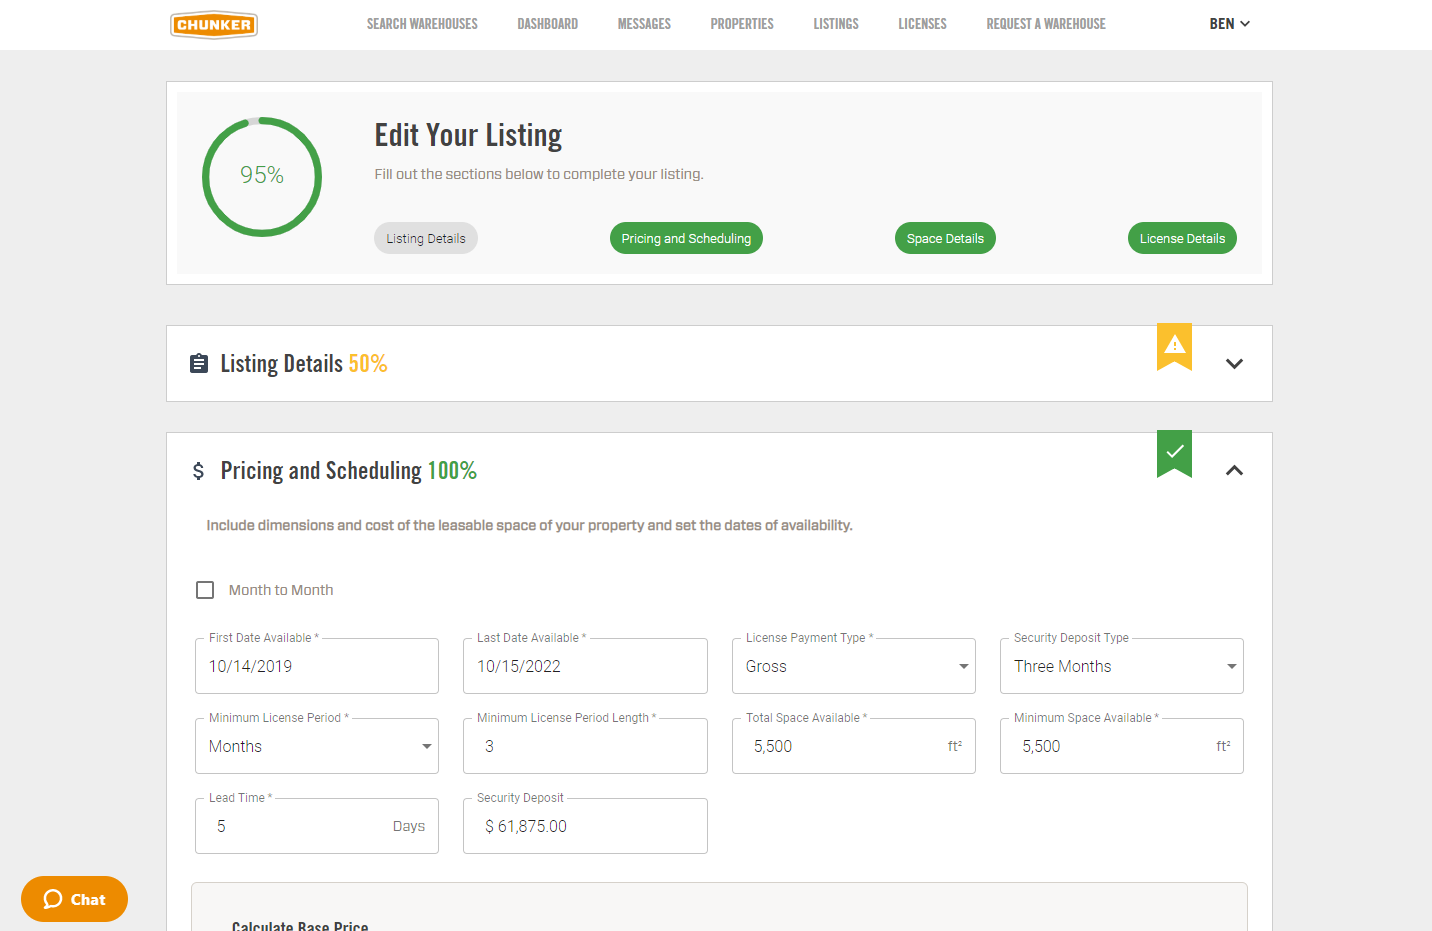 CHUNKER
SEARCH WAREHOUSES DASHBOARD MESSAGES PROPERTIES LISTINGS LICENSES REQUEST A WAREHOUSE BEN
95%
Edit Your Listing
Fill out the sections below to complete your listing.
Listing Details Pricing and Scheduling Space Details License Details
Listing Details 50%
$ Pricing and Scheduling 100%
Include dimensions and cost of the leasable space of your property and set the dates of availability.
Month to Month
First Date Available * Last Date Available * License Payment Type * Security Deposit Type
10/14/2019 10/15/2022 Gross Three Months
Minimum License Period * Minimum License Period Length * Total Space Available * Minimum Space Available *
Months 3 5,500 ft² 5,500 ft²
Lead Time * Security Deposit
5 Days $ 61,875.00
Chat
Calculate Base Price